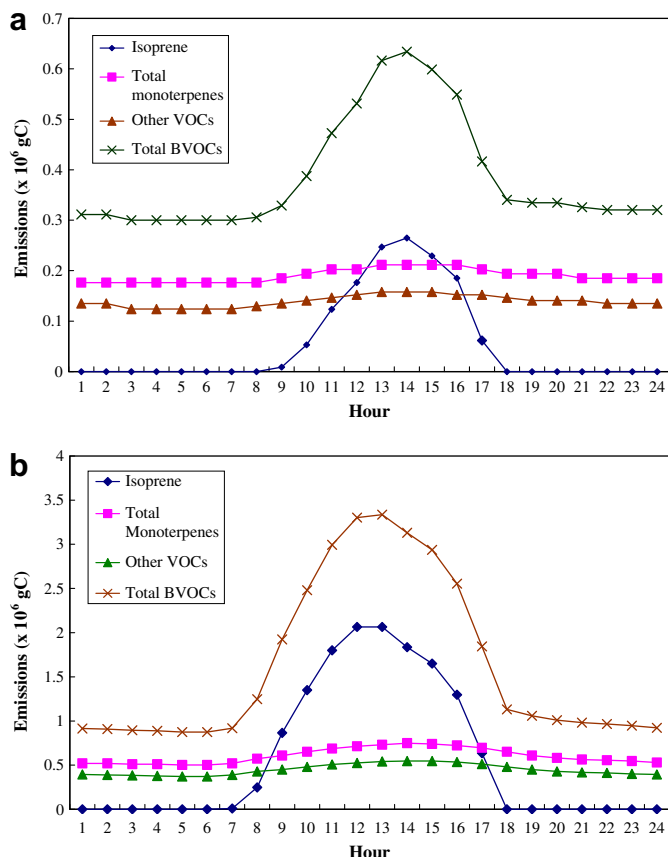 a
0.7
0.6
0.5
0.4
0.3
0.2
0.1
0
Emissions (x 10⁶ gC)
Isoprene
Total
monoterpenes
Other VOCs
Total BVOCs
1 2 3 4 5 6 7 8 9 10 11 12 13 14 15 16 17 18 19 20 21 22 23 24
Hour
b
4
3.5
3
2.5
2
1.5
1
0.5
0
Emissions (x 10⁶ gC)
Isoprene
Total
Monoterpenes
Other VOCs
Total BVOCs
1 2 3 4 5 6 7 8 9 10 11 12 13 14 15 16 17 18 19 20 21 22 23 24
Hour